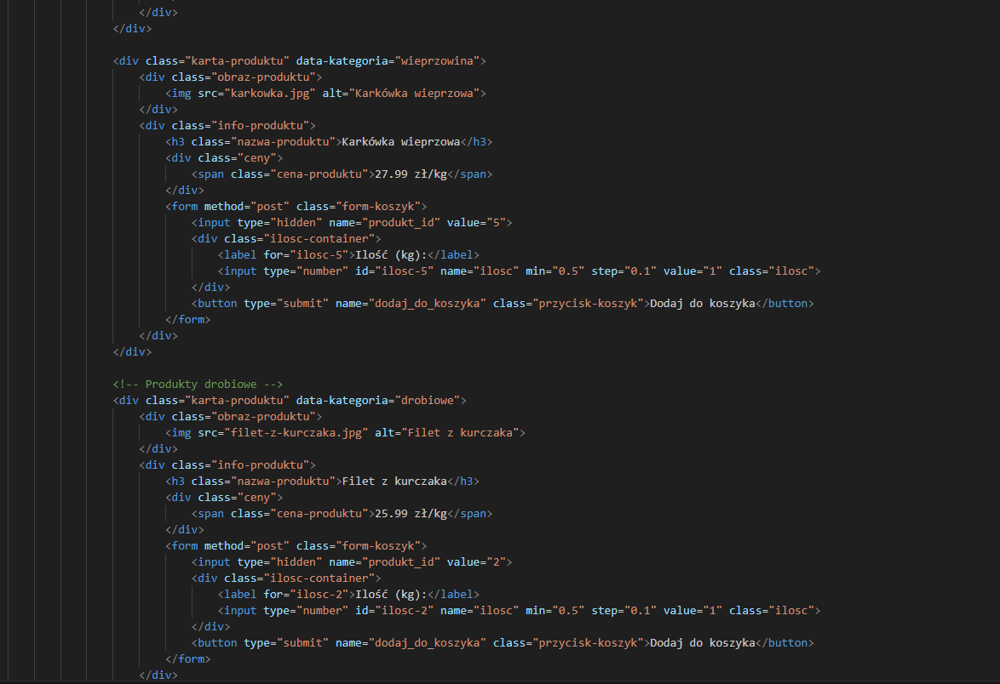 </div>
</div>
<div class="karta-produktu" data-kategoria="wieprzowina">
<div class="obraz-produktu">
<img src="karkowka.jpg" alt="Karkówka wieprzowa">
</div>
<div class="info-produktu">
<h3 class="nazwa-produktu">Karkówka wieprzowa</h3>
<div class="ceny">
<span class="cena-produktu">27.99 zł/kg</span>
</div>
<form method="post" class="form-koszyk">
<input type="hidden" name="produkt_id" value="5">
<div class="ilosc-container">
<label for="ilosc-5">Ilość (kg):</label>
<input type="number" id="ilosc-5" name="ilosc" min="0.5" step="0.1" value="1" class="ilosc">
</div>
<button type="submit" name="dodaj_do_koszyka" class="przycisk-koszyk">Dodaj do koszyka</button>
</form>
</div>
</div>
<!-- Produkty drobiowe -->
<div class="karta-produktu" data-kategoria="drobiowe">
<div class="obraz-produktu">
<img src="filet-z-kurczaka.jpg" alt="Filet z kurczaka">
</div>
<div class="info-produktu">
<h3 class="nazwa-produktu">Filet z kurczaka</h3>
<div class="ceny">
<span class="cena-produktu">25.99 zł/kg</span>
</div>
<form method="post" class="form-koszyk">
<input type="hidden" name="produkt_id" value="2">
<div class="ilosc-container">
<label for="ilosc-2">Ilość (kg):</label>
<input type="number" id="ilosc-2" name="ilosc" min="0.5" step="0.1" value="1" class="ilosc">
</div>
<button type="submit" name="dodaj_do_koszyka" class="przycisk-koszyk">Dodaj do koszyka</button>
</form>
</div>